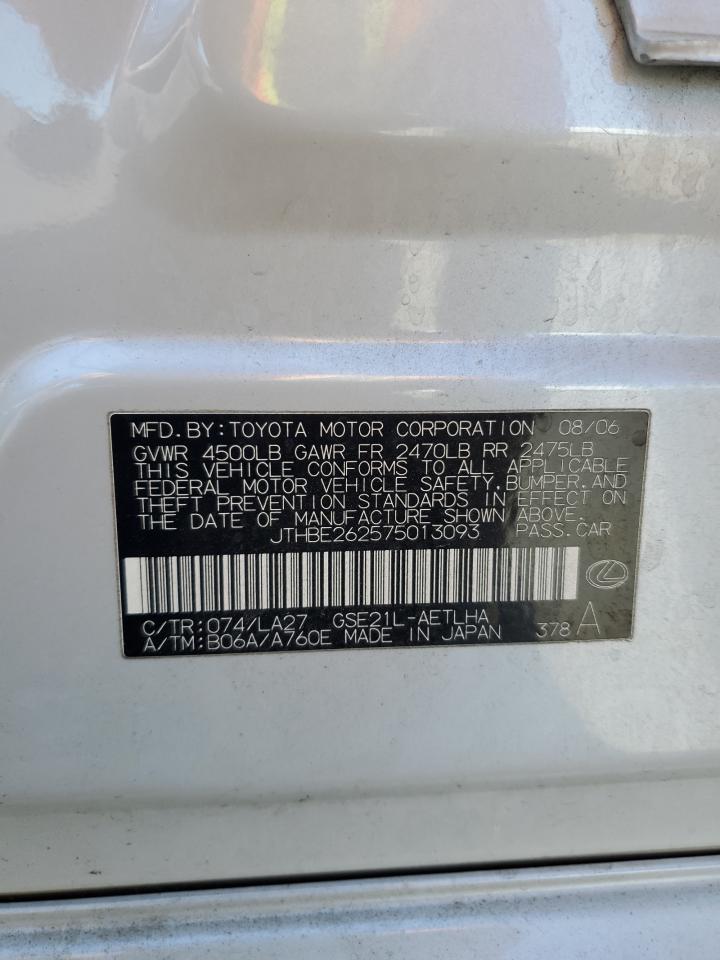 MFD.BY:TOYOTA MOTOR CORPORATION 08/06
GVWR 4500LB GAWR FR 2470LB RR 2475LB
THIS VEHICLE CONFORMS TO ALL APPLICABLE
FEDERAL MOTOR VEHICLE SAFETY,BUMPER,AND
THEFT PREVENTION STANDARDS IN EFFECT ON
THE DATE OF MANUFACTURE SHOWN ABOVE.
JTHBE262575013093 PASS.CAR
C/TR:074/LA27 GSE21L-AETLHA
A/TM:B06A/A760E MADE IN JAPAN 378 A